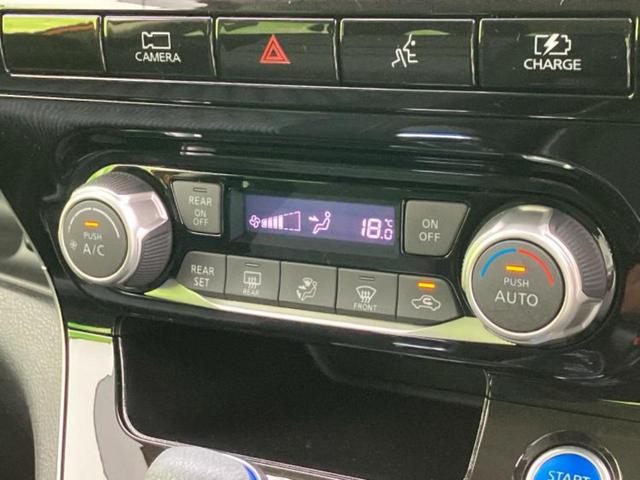 CAMERA
CHARGE
REAR
ON
OFF
18.0
°C
ON
OFF
PUSH
A/C
REAR
SET
REAR
FRONT
PUSH
AUTO
START